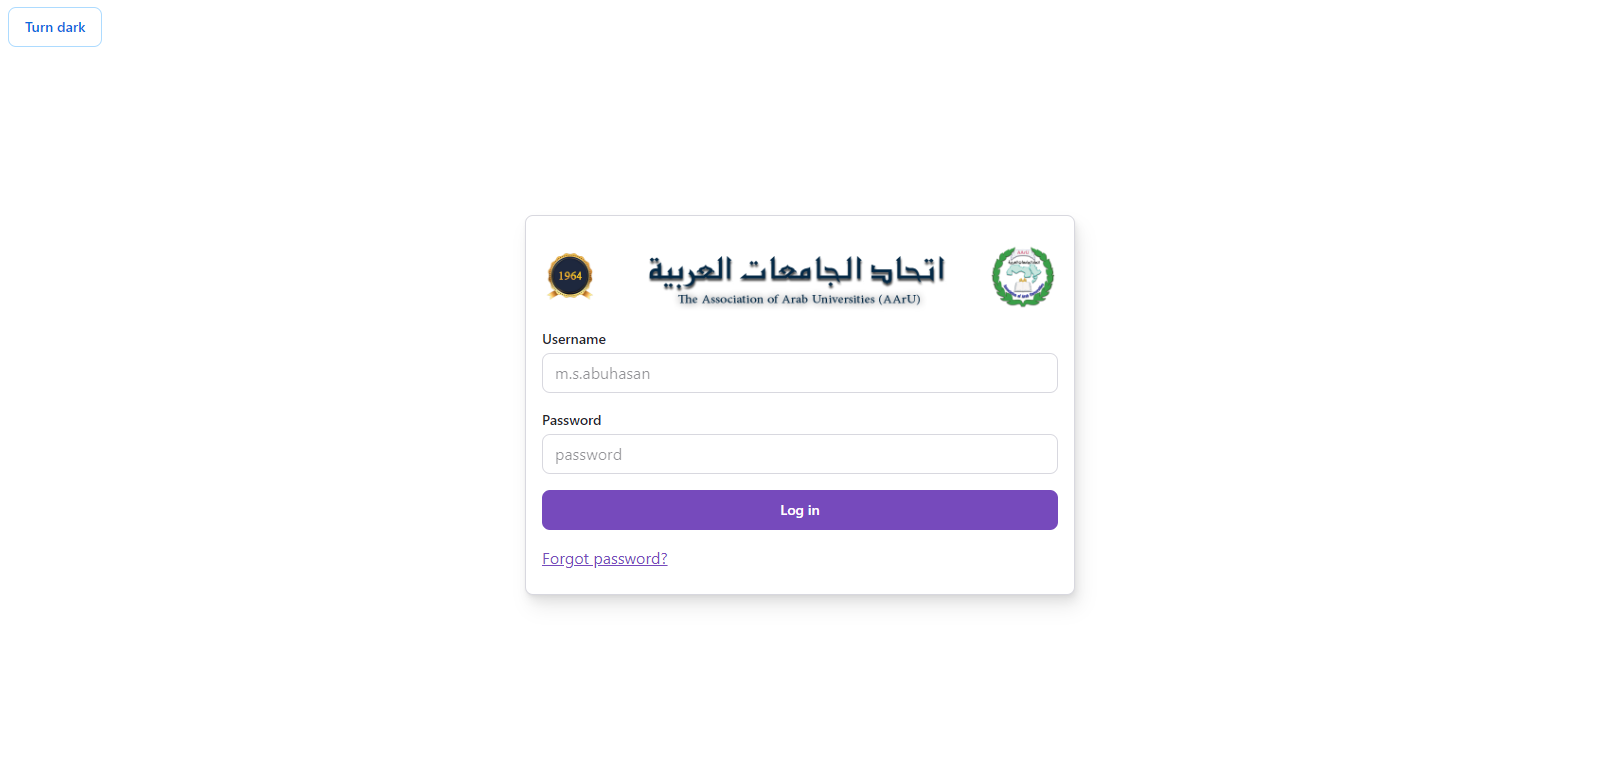 Turn dark
1964
اتحاد الجامعات العربية
The Association of Arab Universities (AArU)
AArU
Username
m.s.abuhasan
Password
password
Log in
Forgot password?